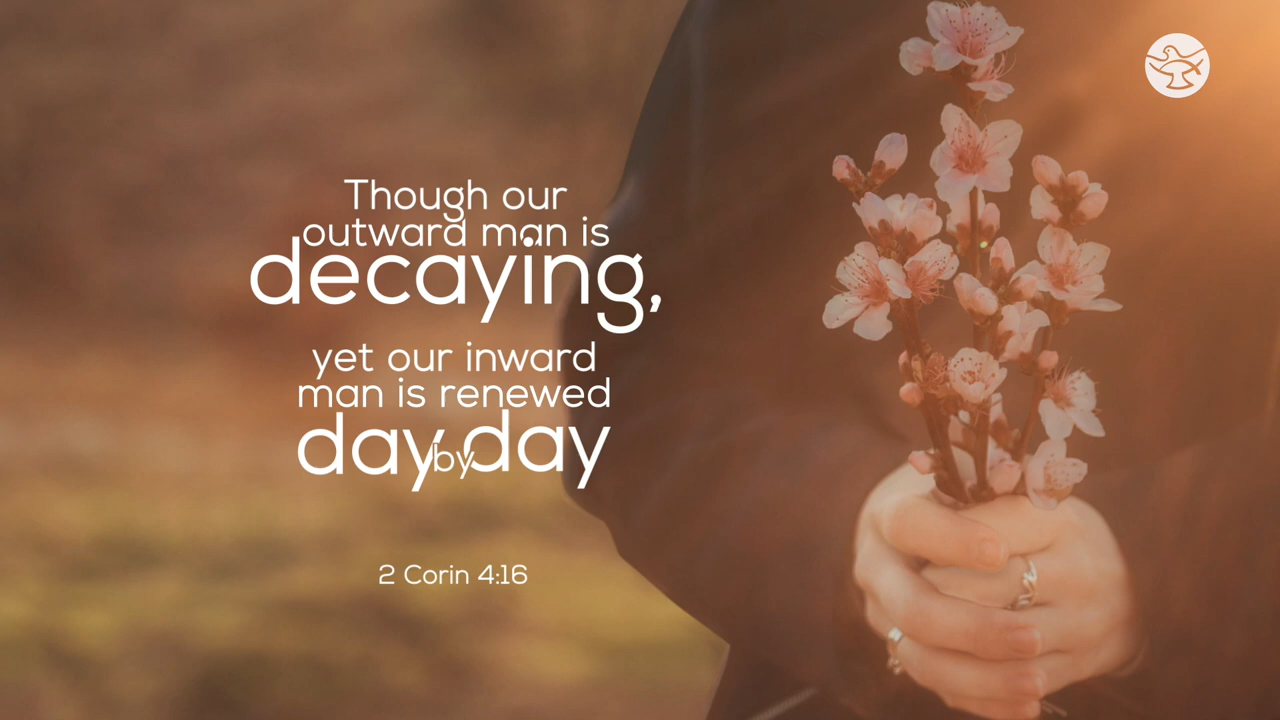 Though our
outward man is
decaying,
yet our inward
man is renewed
day by day
2 Corin 4:16